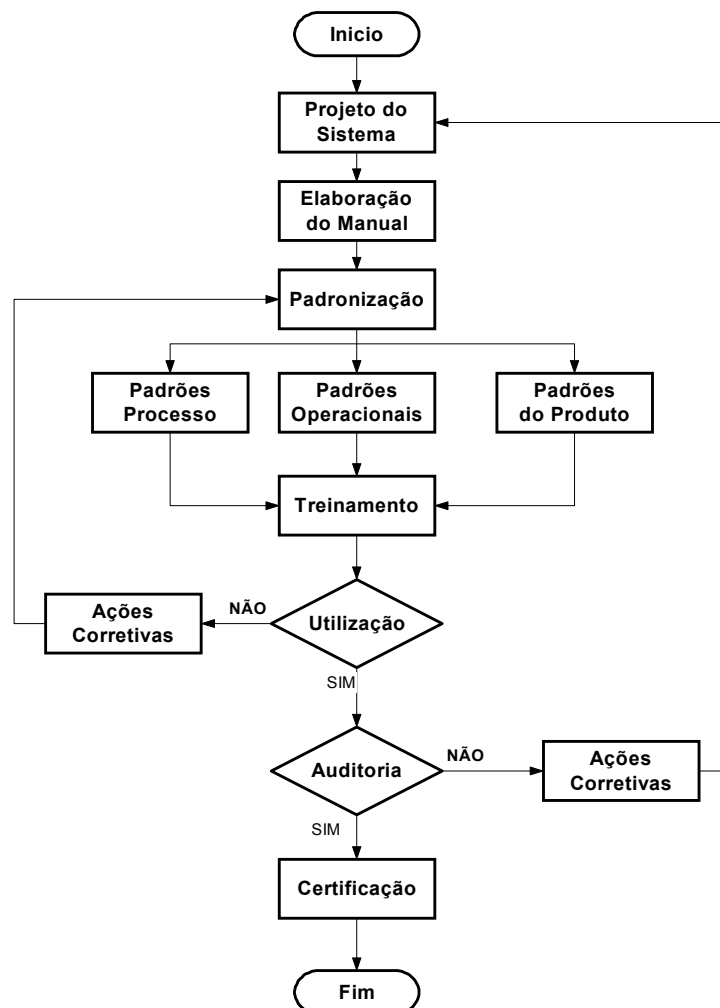 Inicio
Projeto do
Sistema
Elaboração
do Manual
Padronização
Padrões
Processo
Padrões
Operacionais
Padrões
do Produto
Treinamento
Ações
Corretivas
NÃO
Utilização
SIM
Auditoria
NÃO
Ações
Corretivas
SIM
Certificação
Fim